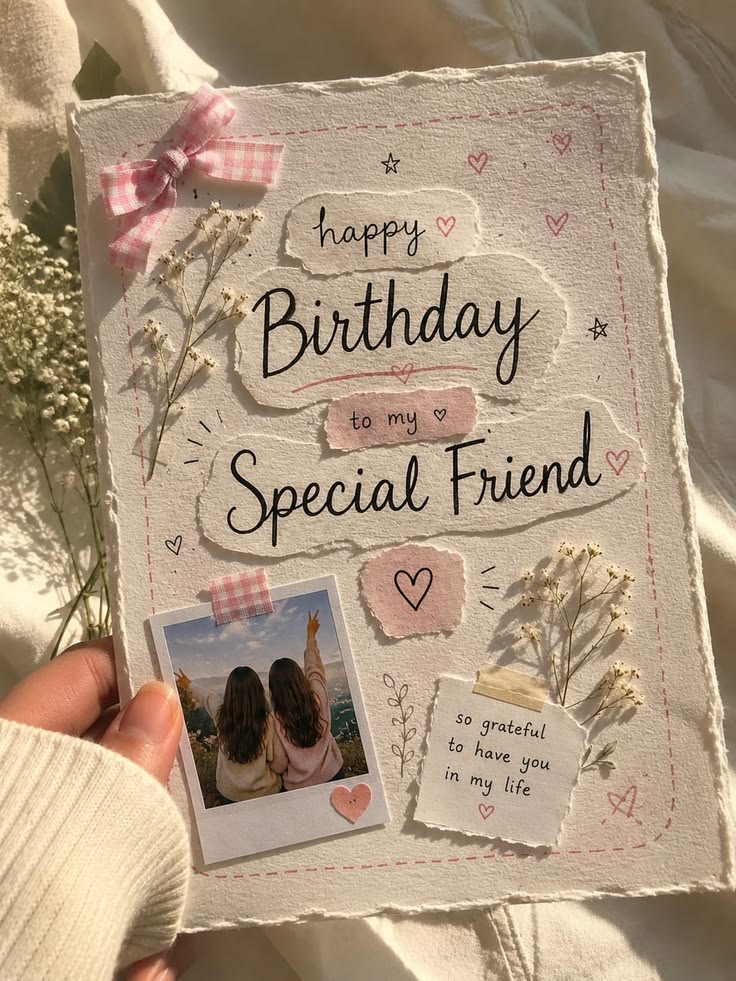 happy
Birthday
to my
Special Friend
so grateful
to have you
in my life